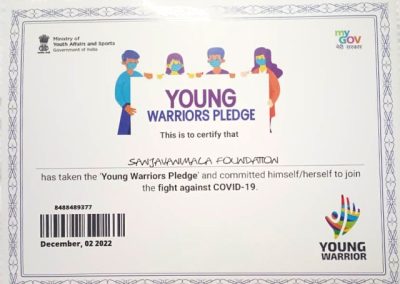 Ministry of
Youth Affairs and Sports
Government of India
my
GOV
मेरी सरकार
YOUNG
WARRIORS PLEDGE
This is to certify that
SANJAVANIMALA FOUNDATION
has taken the 'Young Warriors Pledge' and committed himself/herself to join
the fight against COVID-19.
8488489377
December, 02 2022
YOUNG
WARRIOR